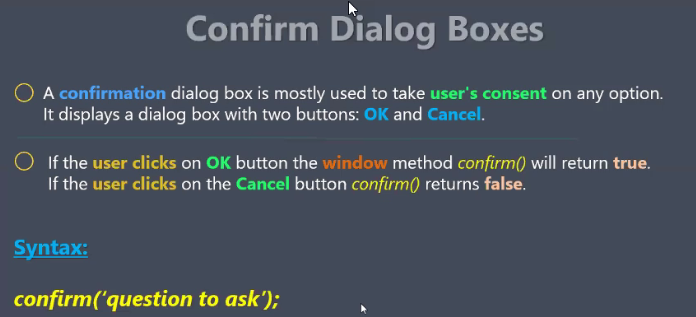 Confirm Dialog Boxes
A confirmation dialog box is mostly used to take user's consent on any option.
It displays a dialog box with two buttons: OK and Cancel.
If the user clicks on OK button the window method confirm() will return true.
If the user clicks on the Cancel button confirm() returns false.
Syntax:
confirm(‘question to ask’);